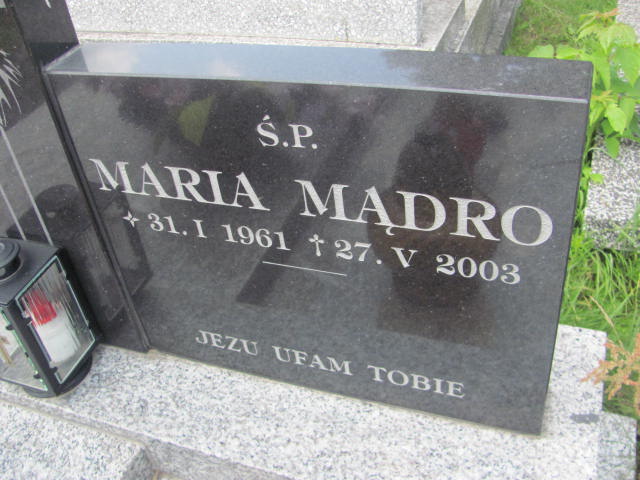 Ś.P.
MARIA MĄDRO
✦ 31. I 1961 † 27. V 2003
JEZU UFAM TOBIE